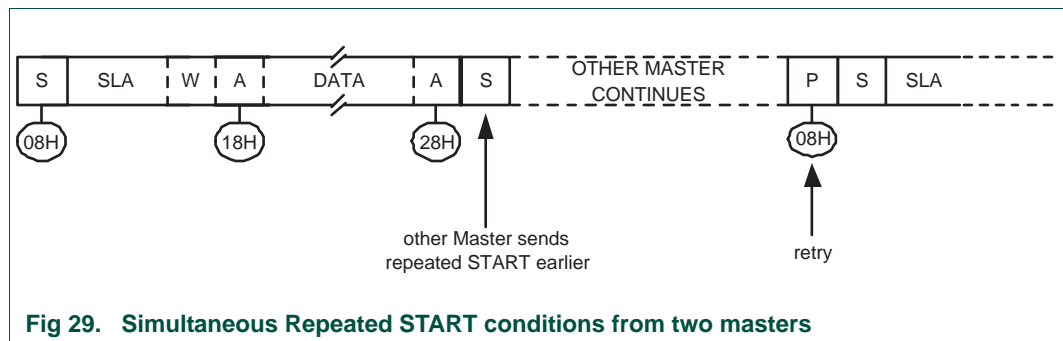 S SLA W A DATA A S OTHER MASTER CONTINUES P S SLA
08H 18H 28H 08H
other Master sends
repeated START earlier
retry
Fig 29. Simultaneous Repeated START conditions from two masters